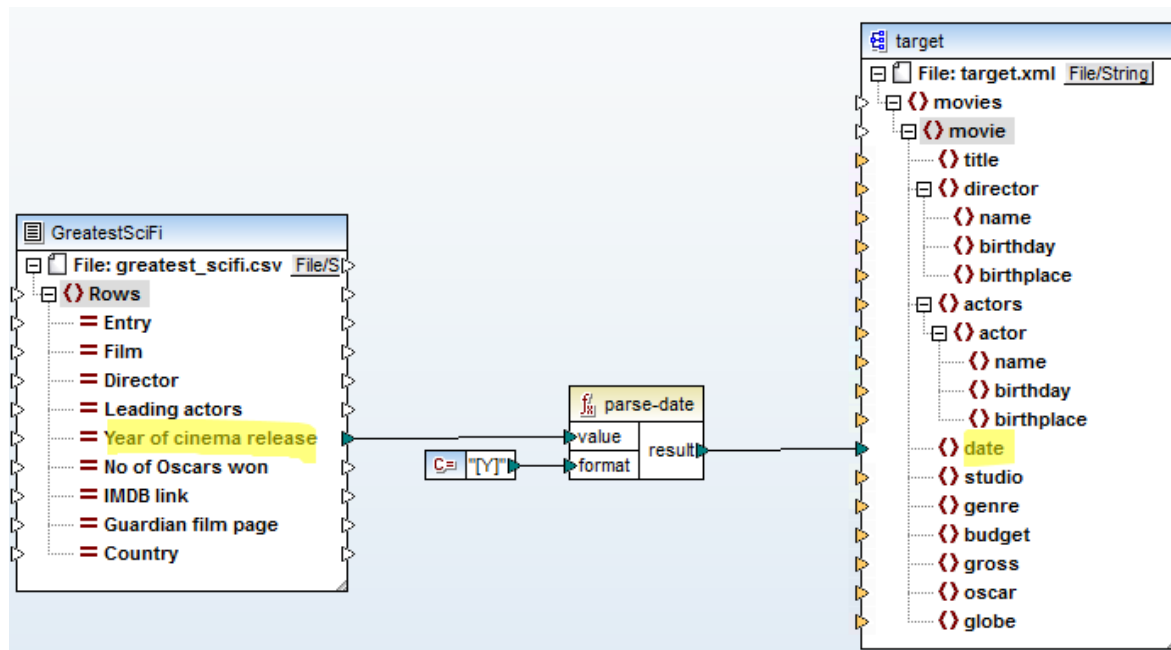 GreatestSciFi
File: greatest_scifi.csv File/S
Rows
Entry
Film
Director
Leading actors
Year of cinema release
No of Oscars won
IMDB link
Guardian film page
Country
parse-date
value
format
result
C= "[Y]"
target
File: target.xml File/String
movies
movie
title
director
name
birthday
birthplace
actors
actor
name
birthday
birthplace
date
studio
genre
budget
gross
oscar
globe